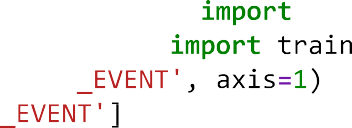 import
import train
_EVENT', axis=1)
_EVENT']